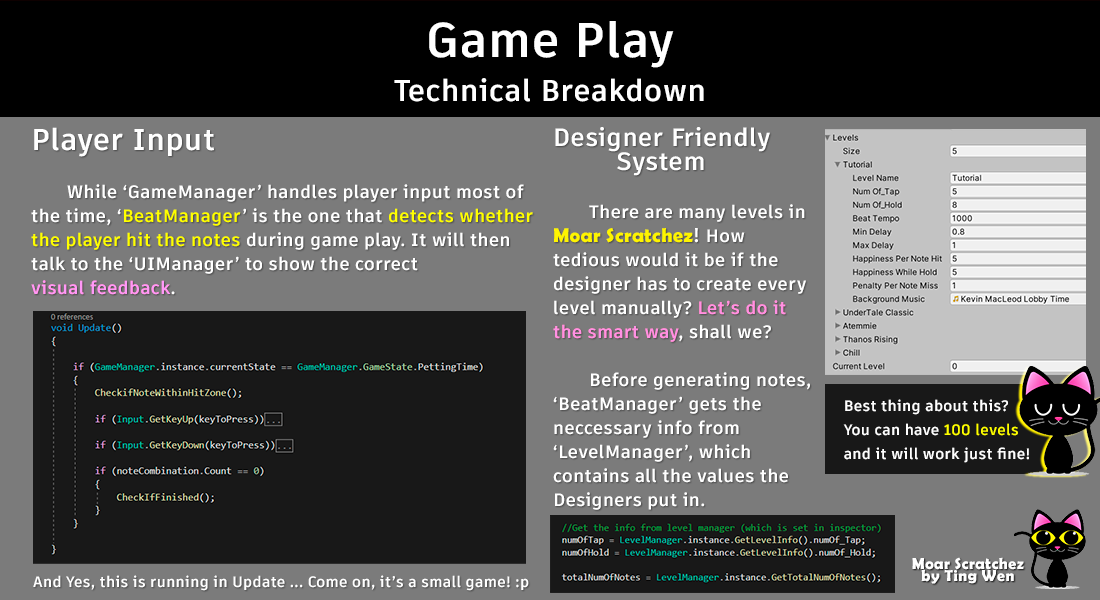 Game Play
Technical Breakdown
Player Input
While ‘GameManager’ handles player input most of
the time, ‘BeatManager’ is the one that detects whether
the player hit the notes during game play. It will then
talk to the ‘UIManager’ to show the correct
visual feedback.
0 references
void Update()
{
if (GameManager.instance.currentState == GameManager.GameState.PettingTime)
{
CheckifNoteWithinHitZone();
if (Input.GetKeyUp(keyToPress))...
if (Input.GetKeyDown(keyToPress))...
if (noteCombination.Count == 0)
{
CheckIfFinished();
}
}
}
And Yes, this is running in Update ... Come on, it’s a small game! :p
Designer Friendly
System
There are many levels in
Moar Scratchez! How
tedious would it be if the
designer has to create every
level manually? Let’s do it
the smart way, shall we?
Before generating notes,
‘BeatManager’ gets the
neccessary info from
‘LevelManager’, which
contains all the values the
Designers put in.
//Get the info from level manager (which is set in inspector)
numOfTap = LevelManager.instance.GetLevelInfo().numOf_Tap;
numOfHold = LevelManager.instance.GetLevelInfo().numOf_Hold;
totalNumOfNotes = LevelManager.instance.GetTotalNumOfNotes();
Levels
Size 5
Tutorial
Level Name Tutorial
Num Of_Tap 5
Num Of_Hold 8
Beat Tempo 1000
Min Delay 0.8
Max Delay 1
Happiness Per Note Hit 5
Happiness While Hold 5
Penalty Per Note Miss 1
Background Music Kevin MacLeod Lobby Time
UnderTale Classic
Atemmie
Thanos Rising
Chill
Current Level 0
Best thing about this?
You can have 100 levels
and it will work just fine!
Moar Scratchez
by Ting Wen